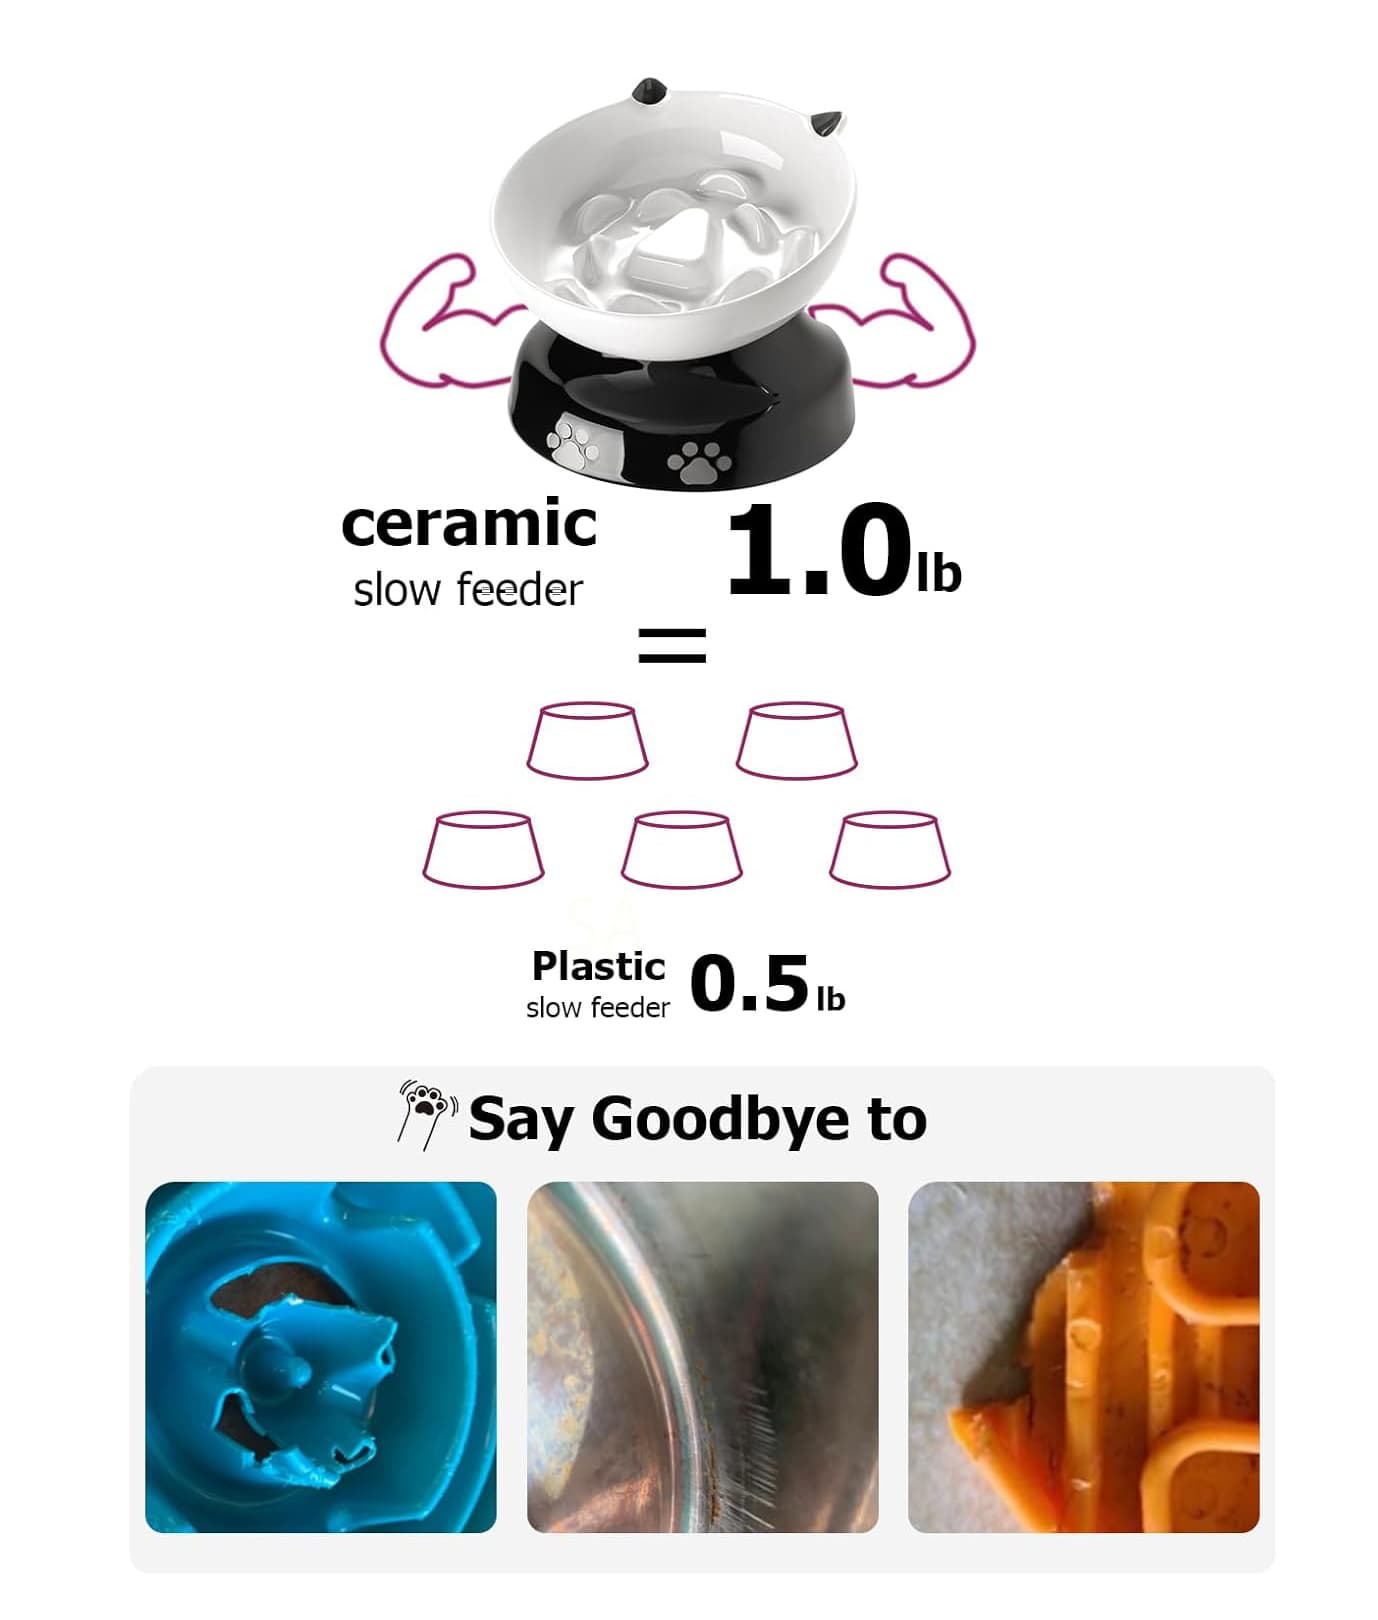 ceramic
slow feeder
1.0lb
=
Plastic
slow feeder
0.5lb
Say Goodbye to